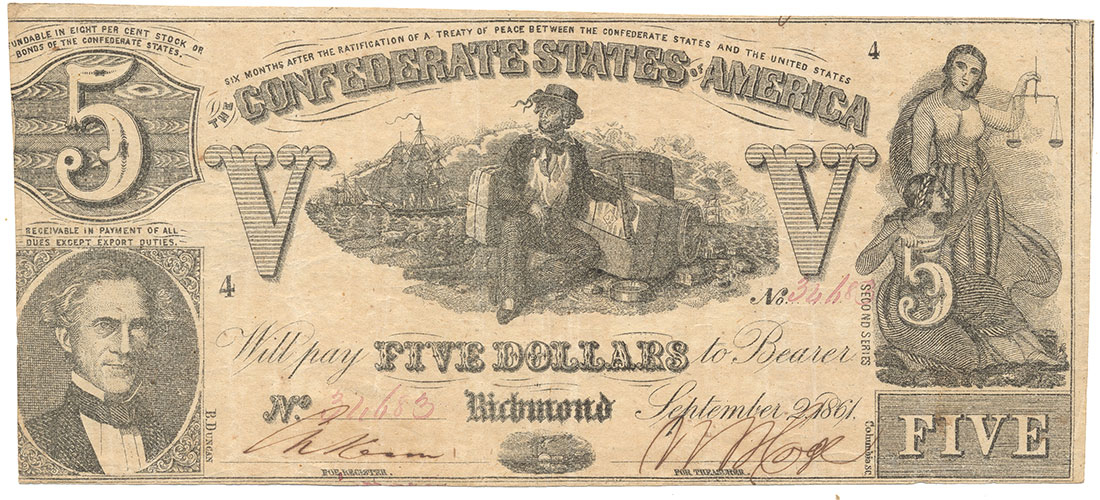 FUNDABLE IN EIGHT PER CENT STOCK OR
BONDS OF THE CONFEDERATE STATES.
SIX MONTHS AFTER THE RATIFICATION OF A TREATY OF PEACE BETWEEN THE CONFEDERATE STATES AND THE UNITED STATES
4
THE CONFEDERATE STATES OF AMERICA
5
V
V
RECEIVABLE IN PAYMENT OF ALL
DUES EXCEPT EXPORT DUTIES.
5
4
No.
SECOND SERIES
Will pay FIVE DOLLARS to Bearer
No 34683 Richmond September 2, 1861.
B. DUNCAN
Columbia SC.
FIVE
FOR REGISTER.
FOR TREASURER.